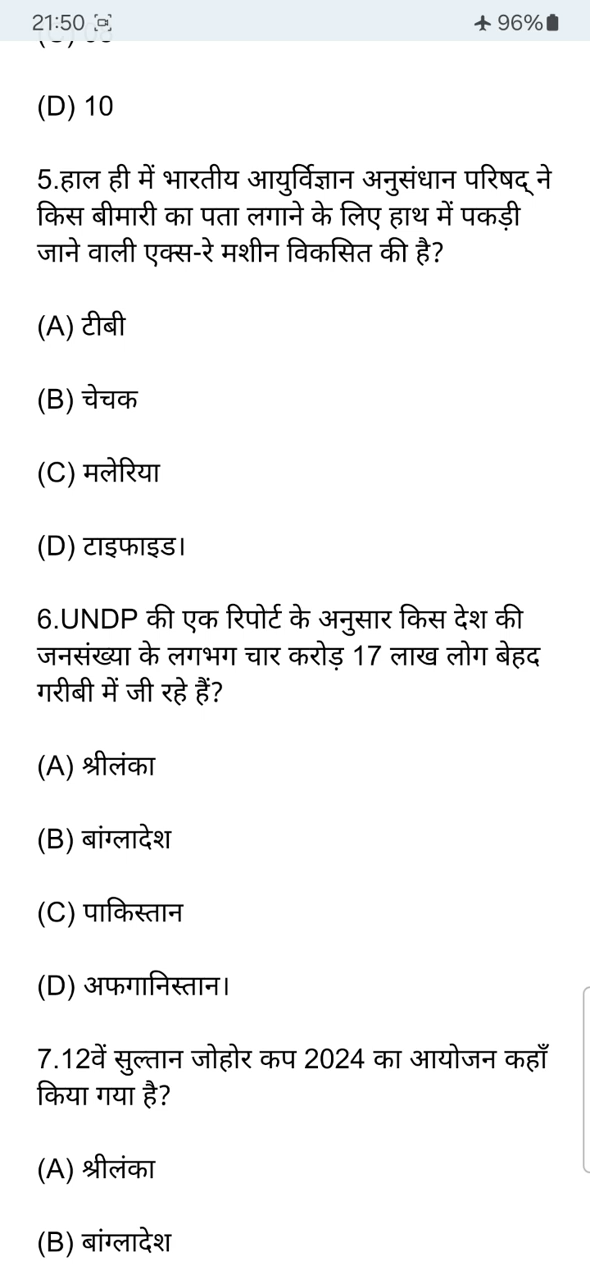 21:50
96%
(D) 10
5.हाल ही में भारतीय आयुर्विज्ञान अनुसंधान परिषद् ने
किस बीमारी का पता लगाने के लिए हाथ में पकड़ी
जाने वाली एक्स-रे मशीन विकसित की है?
(A) टीबी
(B) चेचक
(C) मलेरिया
(D) टाइफाइड।
6.UNDP की एक रिपोर्ट के अनुसार किस देश की
जनसंख्या के लगभग चार करोड़ 17 लाख लोग बेहद
गरीबी में जी रहे हैं?
(A) श्रीलंका
(B) बांग्लादेश
(C) पाकिस्तान
(D) अफगानिस्तान।
7.12वें सुल्तान जोहोर कप 2024 का आयोजन कहाँ
किया गया है?
(A) श्रीलंका
(B) बांग्लादेश